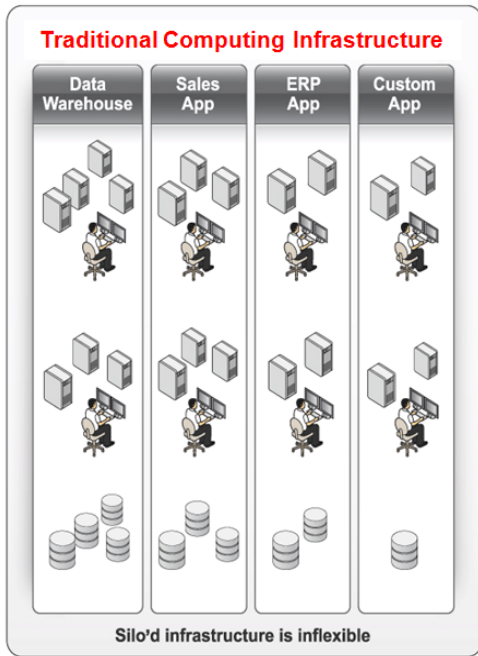 Traditional Computing Infrastructure
Data
Warehouse
Sales
App
ERP
App
Custom
App
Silo'd infrastructure is inflexible